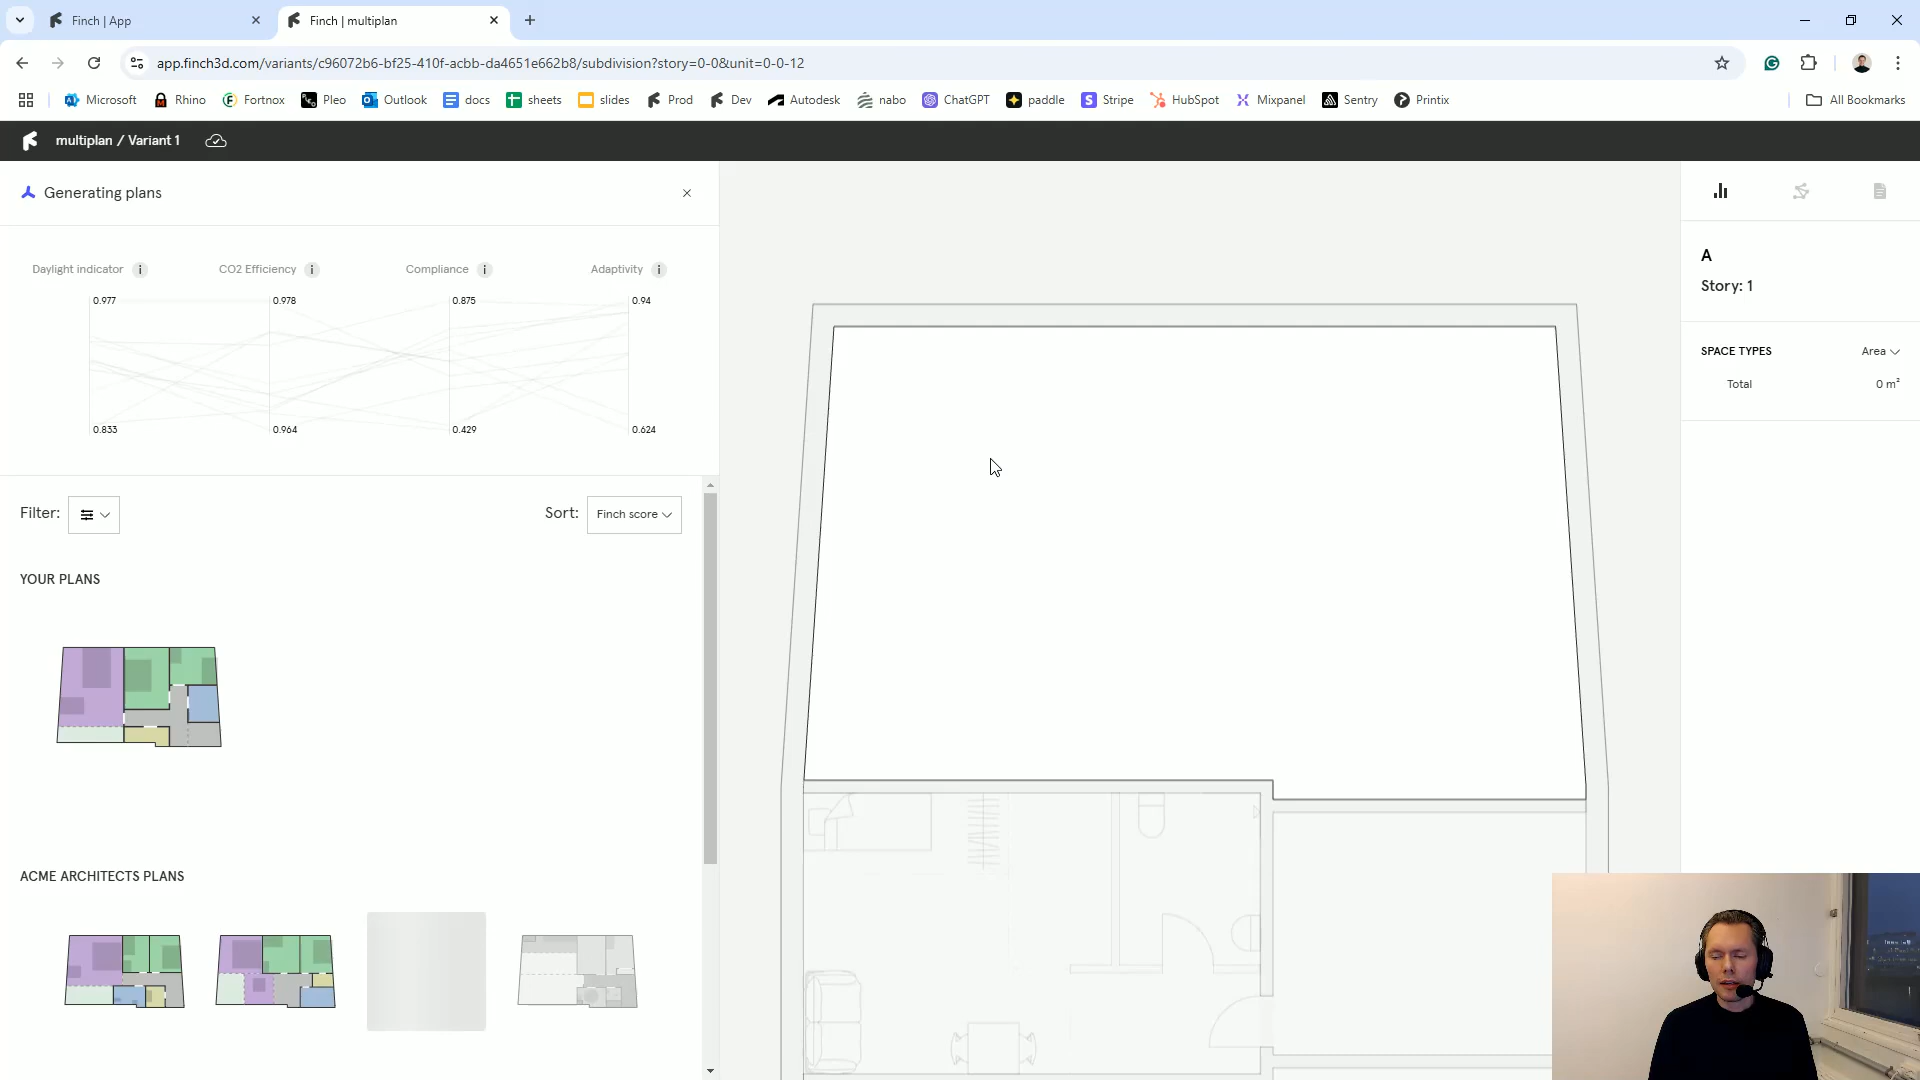 Finch | App
Finch | multiplan
app.finch3d.com/variants/c96072b6-bf25-410f-acbb-da4651e662b8/subdivision?story=0-0&unit=0-0-12
Microsoft Rhino Fortnox Pleo Outlook docs sheets slides Prod Dev Autodesk nabo ChatGPT paddle Stripe HubSpot Mixpanel Sentry Printix All Bookmarks
multiplan / Variant 1
Generating plans
Daylight indicator i CO2 Efficiency i Compliance i Adaptivity i
0.977 0.978 0.875 0.94
0.833 0.964 0.429 0.624
Filter: Sort: Finch score
YOUR PLANS
ACME ARCHITECTS PLANS
A
Story: 1
SPACE TYPES Area
Total 0 m²